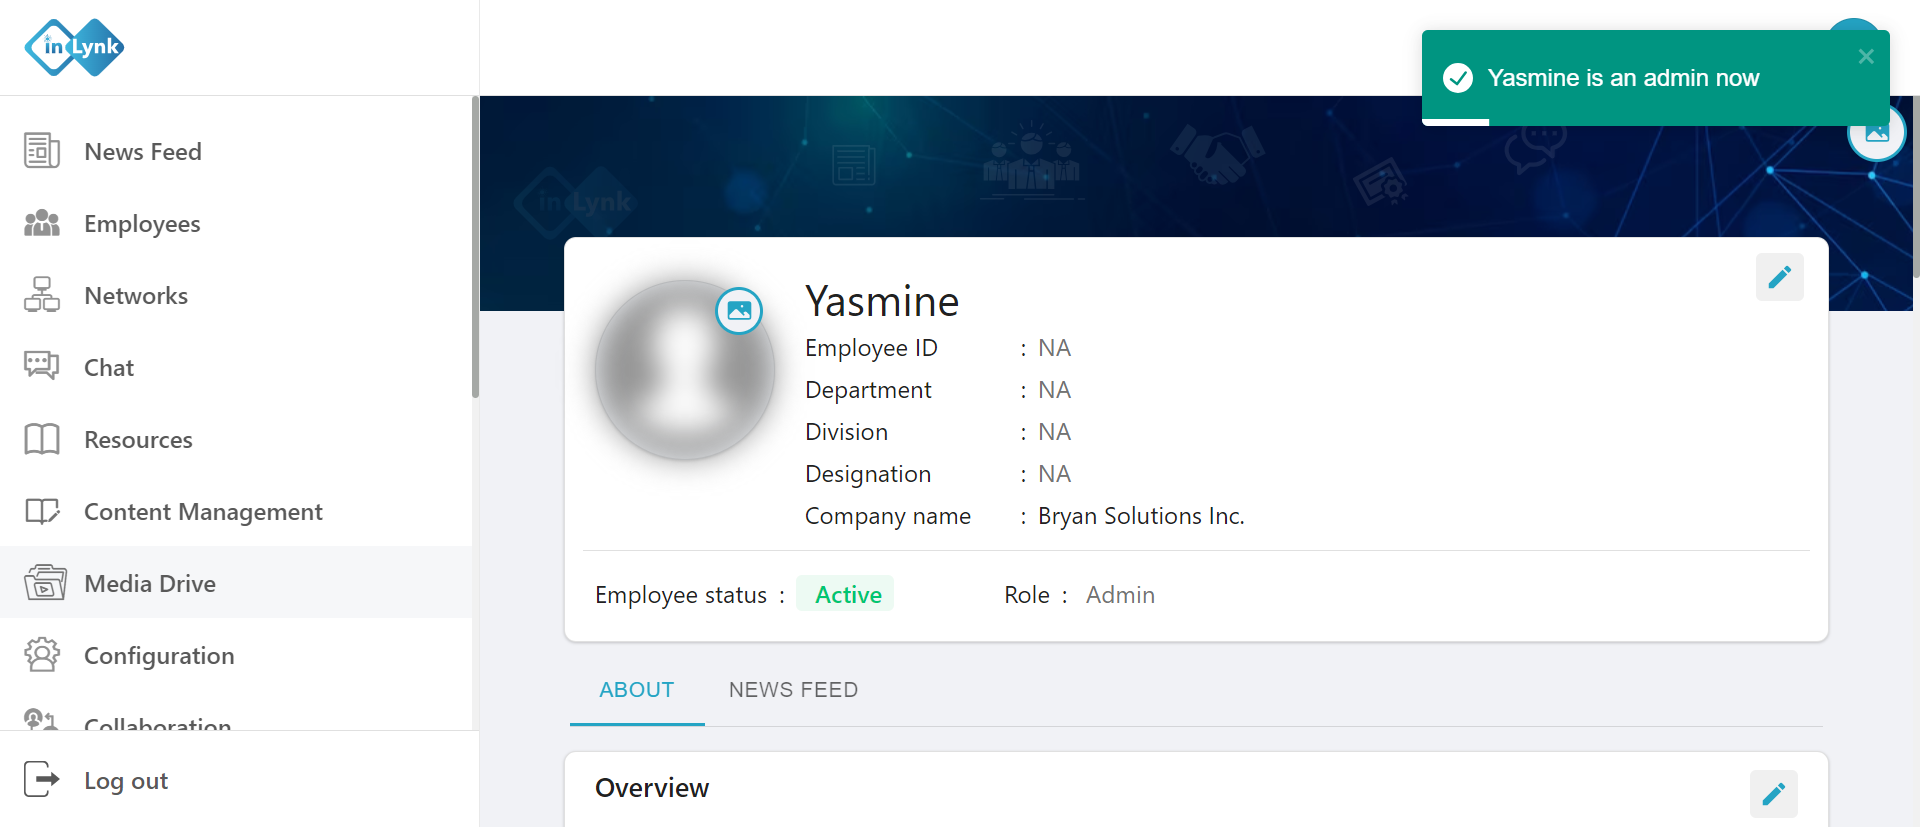 in Lynk
Yasmine is an admin now
News Feed
Employees
Networks
Chat
Resources
Content Management
Media Drive
Configuration
Collaboration
Log out
in Lynk
Yasmine
Employee ID : NA
Department : NA
Division : NA
Designation : NA
Company name : Bryan Solutions Inc.
Employee status : Active Role : Admin
ABOUT NEWS FEED
Overview